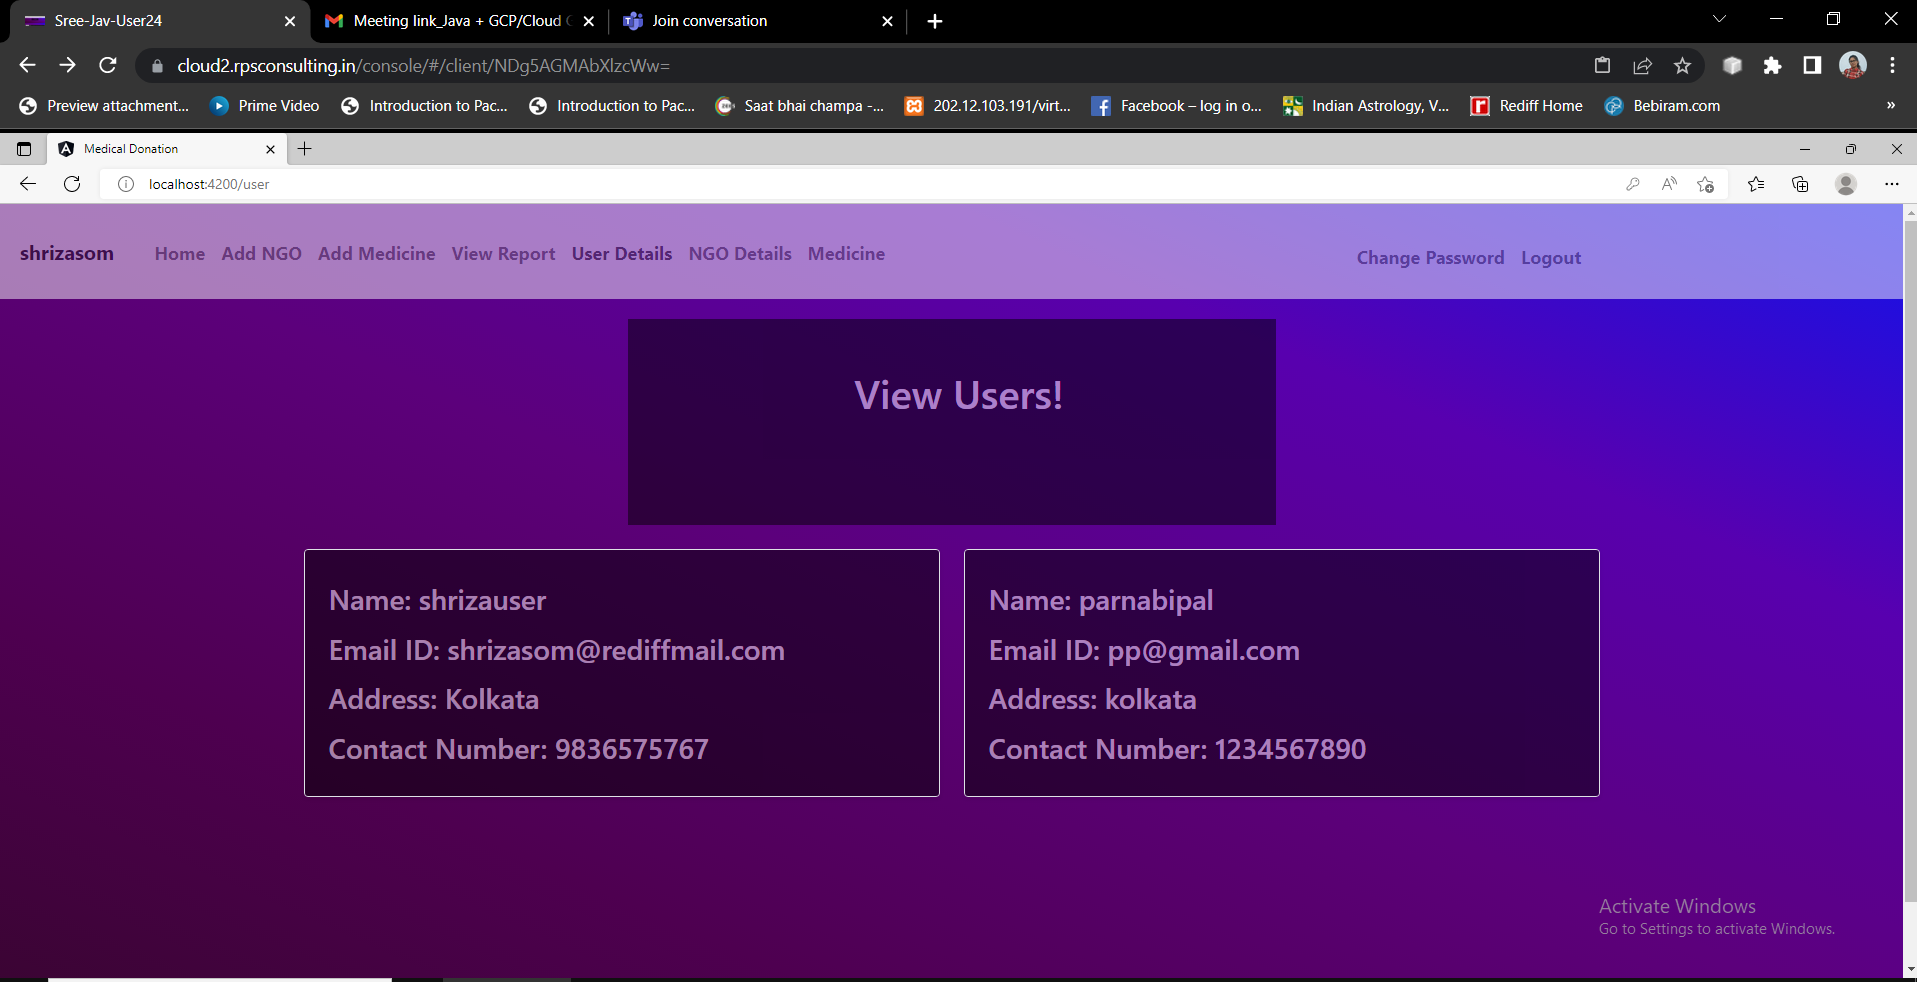 Sree-Jav-User24
Meeting link_Java + GCP/Cloud
Join conversation
cloud2.rpsconsulting.in/console/#/client/NDg5AGMAbXlzcWw=
Preview attachment...
Prime Video
Introduction to Pac...
Introduction to Pac...
Saat bhai champa -...
202.12.103.191/virt...
Facebook – log in o...
Indian Astrology, V...
Rediff Home
Bebiram.com
»
Medical Donation
localhost:4200/user
shrizasom
Home
Add NGO
Add Medicine
View Report
User Details
NGO Details
Medicine
Change Password
Logout
View Users!
Name: shrizauser
Email ID: shrizasom@rediffmail.com
Address: Kolkata
Contact Number: 9836575767
Name: parnabipal
Email ID: pp@gmail.com
Address: kolkata
Contact Number: 1234567890
Activate Windows
Go to Settings to activate Windows.